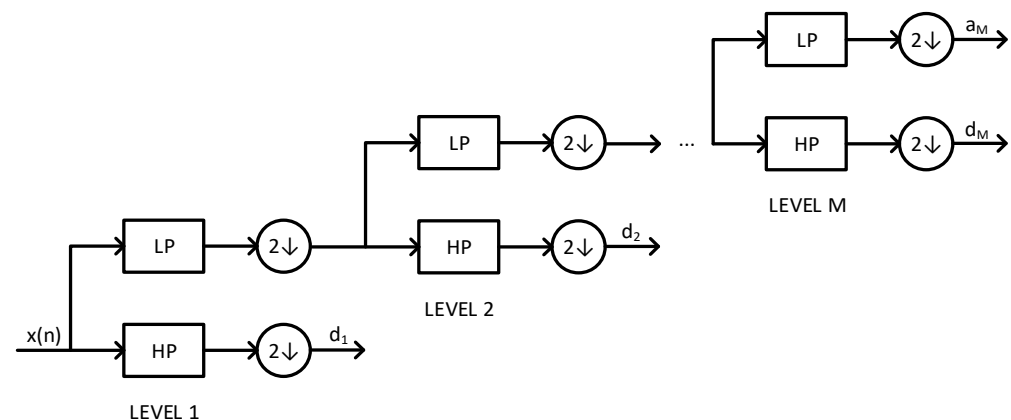 LP
2↓
a_M
LP
2↓
...
HP
2↓
d_M
LEVEL M
LP
2↓
HP
2↓
d_2
LEVEL 2
x(n)
HP
2↓
d_1
LEVEL 1